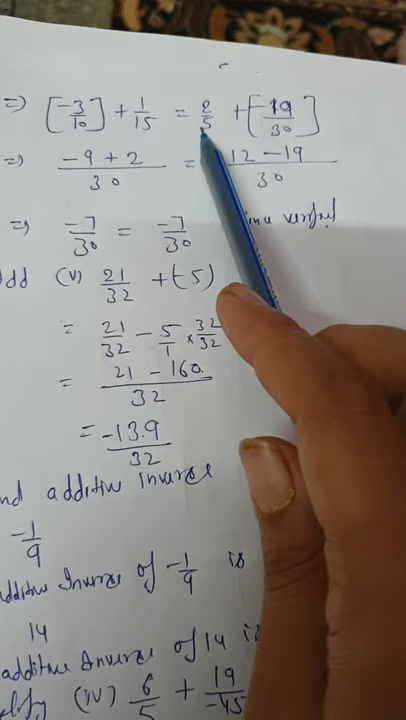 => [-3/10] + 1/15 = 2/5 + [-19/30]
=> -9 + 2 / 30 = 12 - 19 / 30
=> -7/30 = -7/30
(V) 21/32 + (-5)
= 21/32 - 5/1 × 32/32
= 21 - 160 / 32
= -139/32
additive inverse
-1/9
additive Inverse of -1/9 is
14
additive Inverse of 14 is
(IV) 6/5 + 19/-45